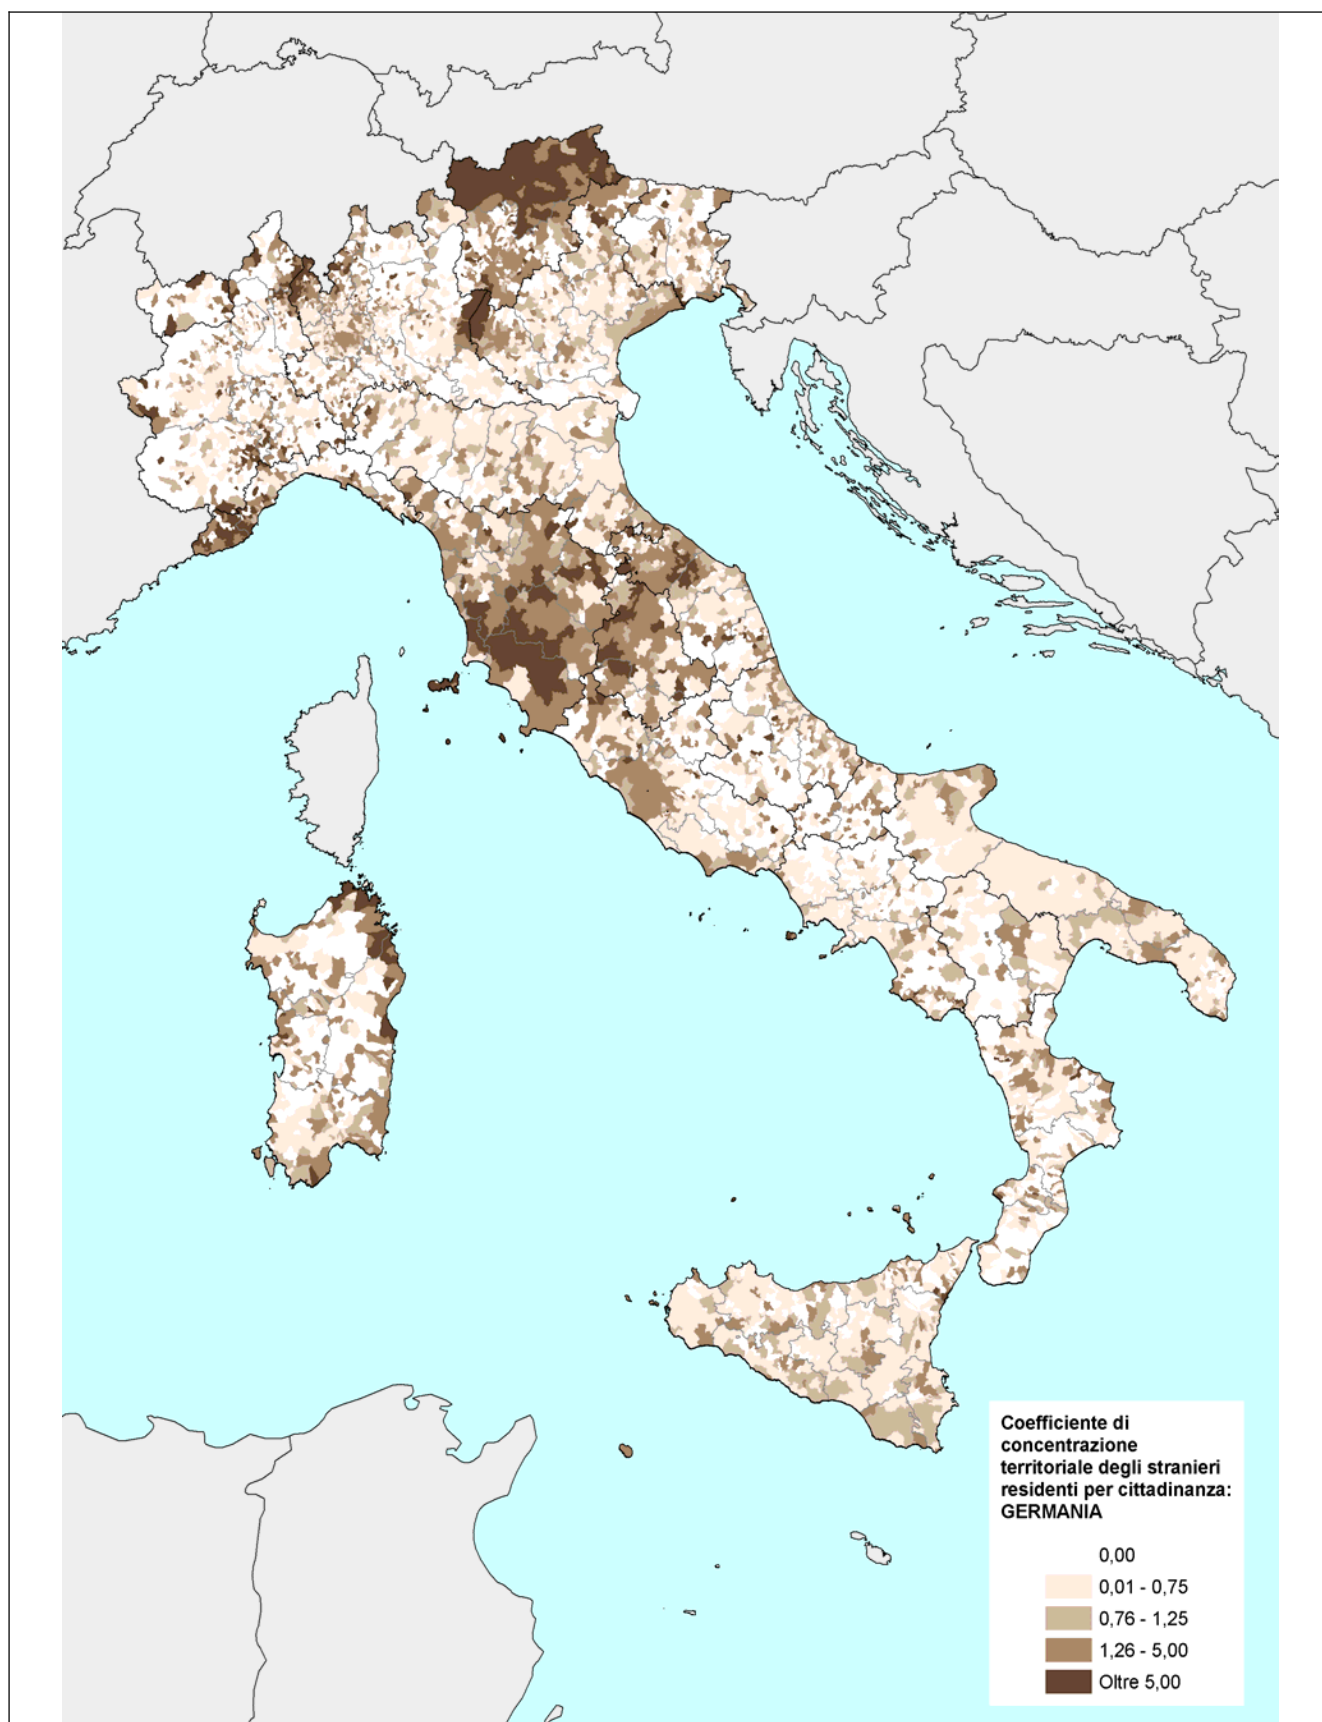 Coefficiente di
concentrazione
territoriale degli stranieri
residenti per cittadinanza:
GERMANIA
0,00
0,01 - 0,75
0,76 - 1,25
1,26 - 5,00
Oltre 5,00